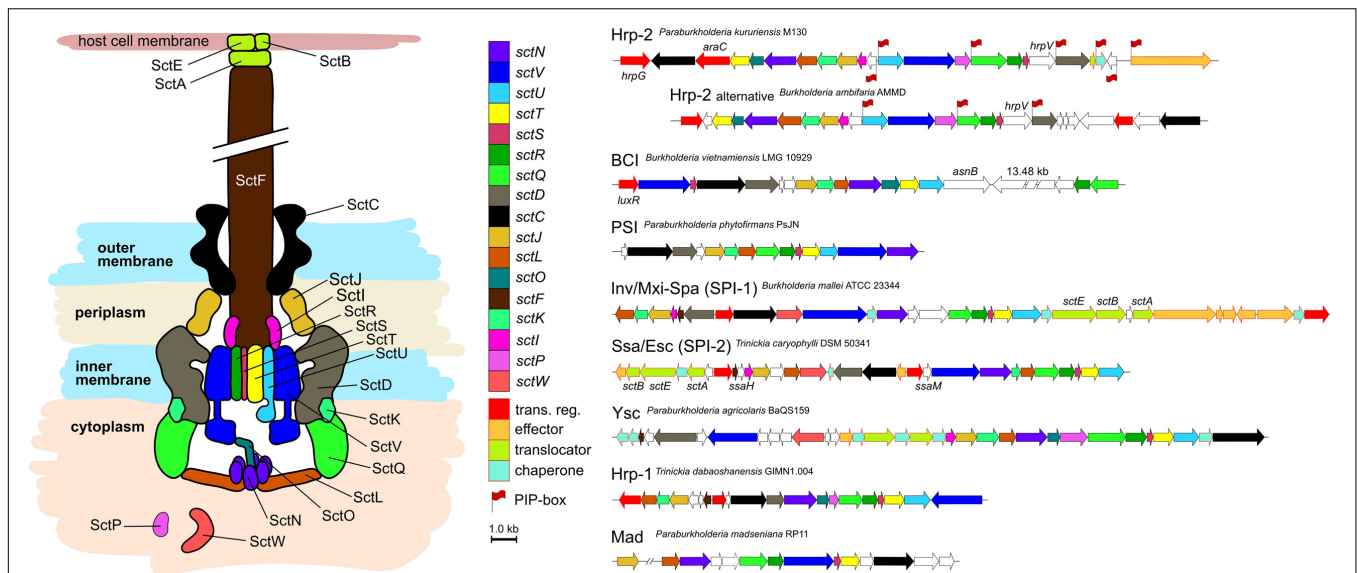 host cell membrane
SctE
SctB
SctA
SctF
SctC
outer
membrane
SctJ
SctI
periplasm
SctR
SctS
SctT
inner
membrane
SctU
SctD
SctK
cytoplasm
SctV
SctQ
SctL
SctO
SctN
SctP
SctW
sctN
sctV
sctU
sctT
sctS
sctR
sctQ
sctD
sctC
sctJ
sctL
sctO
sctF
sctK
sctI
sctP
sctW
trans. reg.
effector
translocator
chaperone
PIP-box
1.0 kb
Hrp-2 Paraburkholderia kururiensis M130
araC
hrpV
hrpG
Hrp-2 alternative Burkholderia ambifaria AMMD
hrpV
BCI Burkholderia vietnamiensis LMG 10929
asnB
13.48 kb
luxR
PSI Paraburkholderia phytofirmans PsJN
Inv/Mxi-Spa (SPI-1) Burkholderia mallei ATCC 23344
sctE sctB sctA
Ssa/Esc (SPI-2) Trinickia caryophylli DSM 50341
sctB sctE sctA ssaH ssaM
Ysc Paraburkholderia agricolaris BaQS159
Hrp-1 Trinickia dabaoshanensis GIMN1.004
Mad Paraburkholderia madseniana RP11